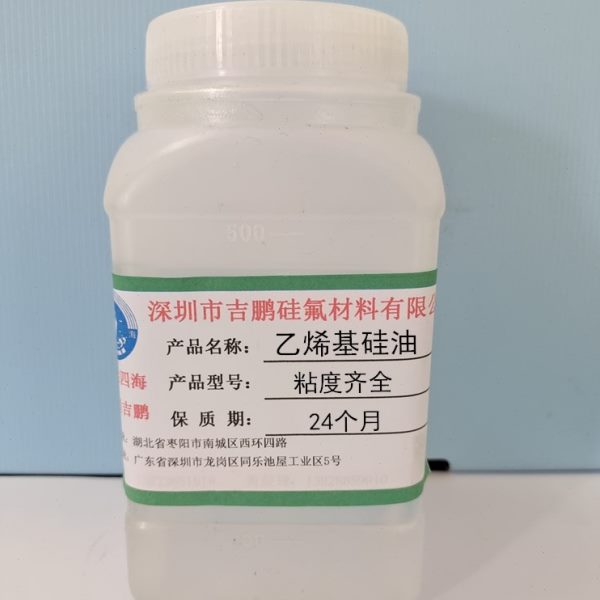 500
深圳市吉鹏硅氟材料有限公
产品名称： 乙烯基硅油
四海 产品型号： 粘度齐全
吉鹏 保 质 期： 24个月
：湖北省枣阳市南城区西环四路
：广东省深圳市龙岗区同乐池屋工业区5号